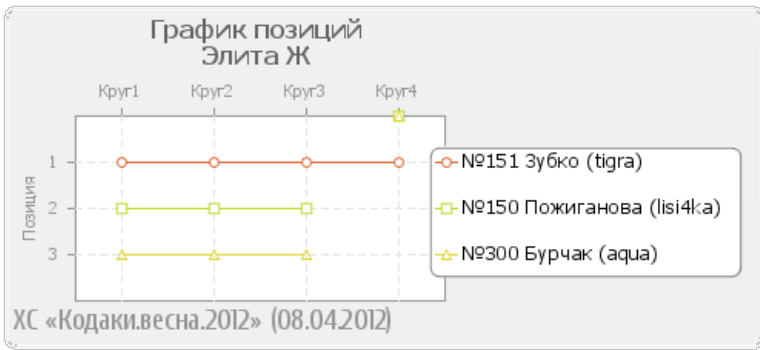 График позиций
Элита Ж
Круг1 Круг2 Круг3 Круг4
Позиция
1
2
3
№151 Зубко (tigra)
№150 Пожиганова (lisi4ka)
№300 Бурчак (aqua)
ХС «Кодаки.весна.2012» (08.04.2012)